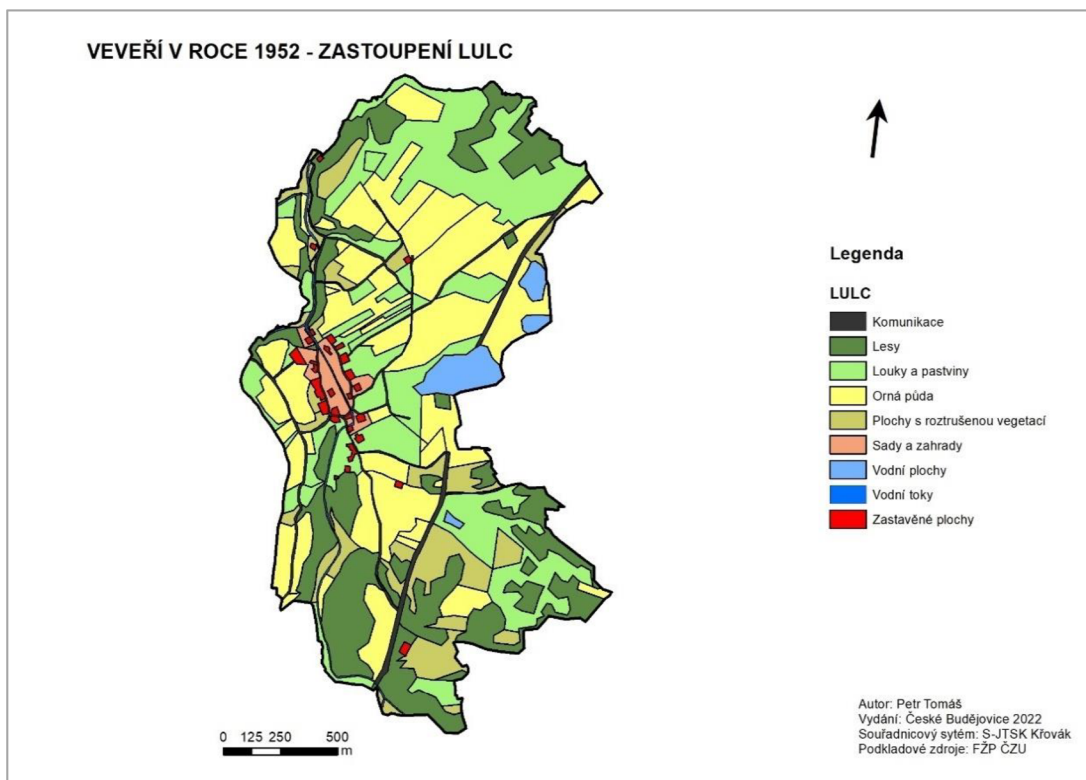 VEVEŘÍ V ROCE 1952 - ZASTOUPENÍ LULC
Legenda
LULC
Komunikace
Lesy
Louky a pastviny
Orná půda
Plochy s roztrušenou vegetací
Sady a zahrady
Vodní plochy
Vodní toky
Zastavěné plochy
0 125 250 500
m
Autor: Petr Tomáš
Vydání: České Budějovice 2022
Souřadnicový sytém: S-JTSK Křovák
Podkladové zdroje: FŽP ČZU